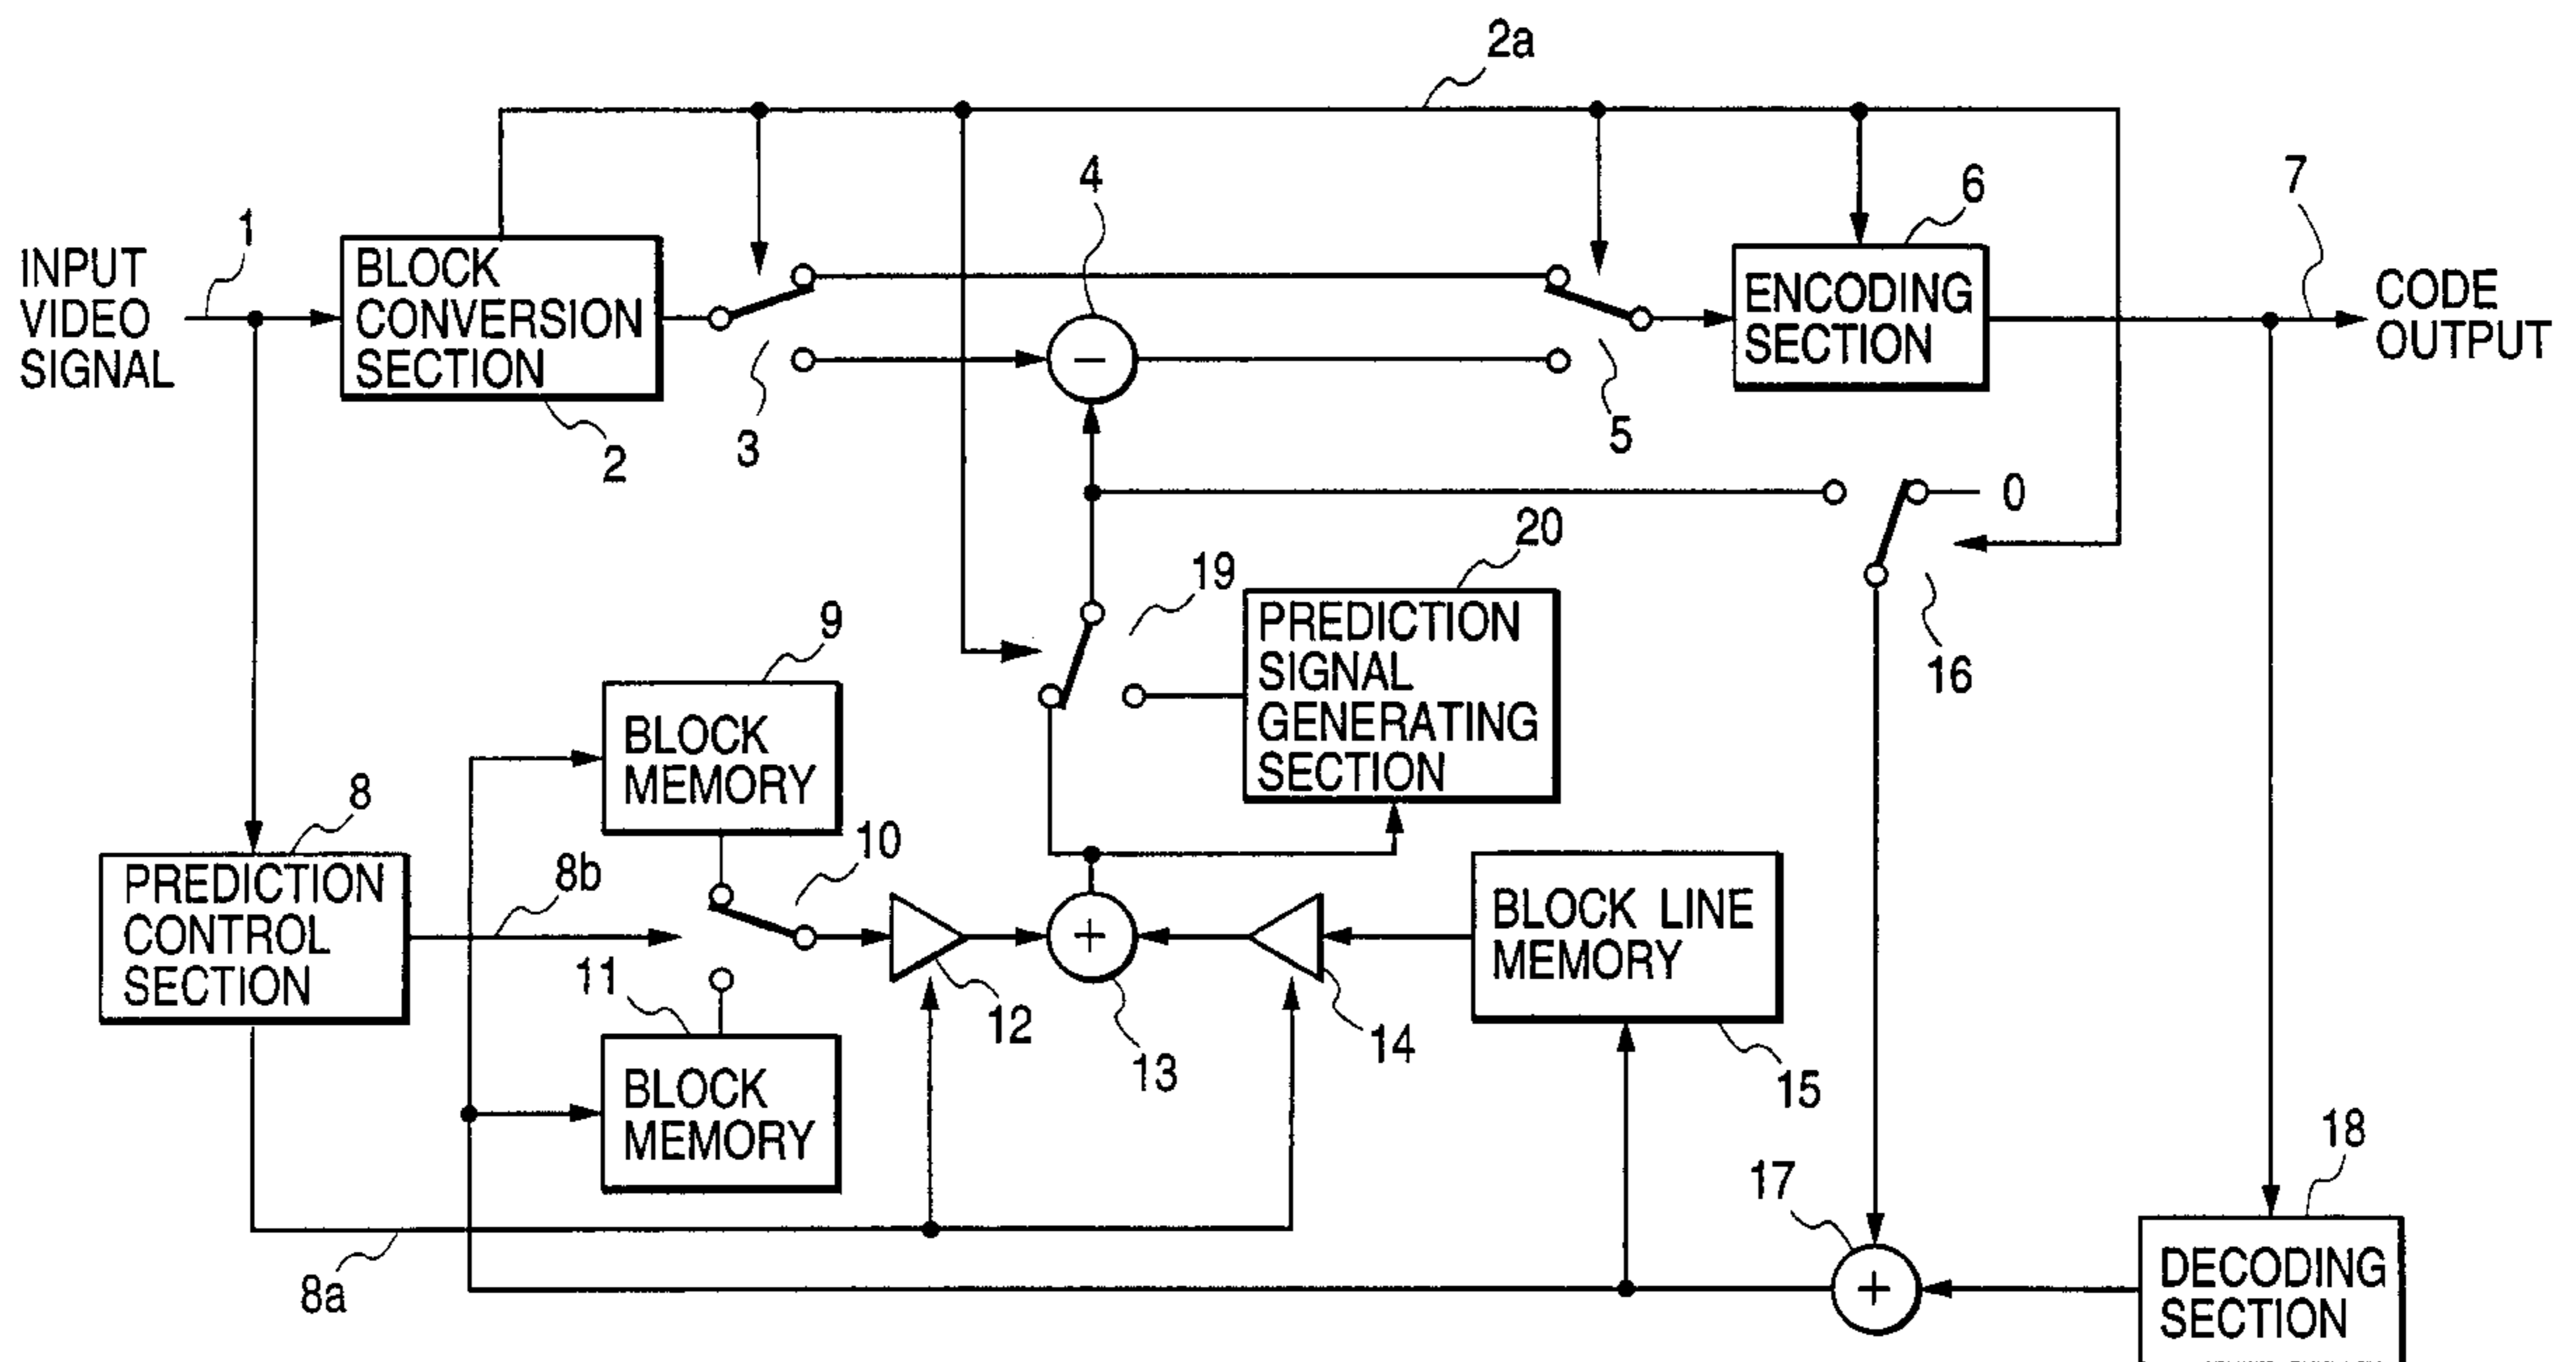 2a
4
6
7
1
INPUT
VIDEO
SIGNAL
BLOCK
CONVERSION
SECTION
−
ENCODING
SECTION
CODE
OUTPUT
3
5
2
0
20
19
16
9
PREDICTION
SIGNAL
GENERATING
SECTION
BLOCK
MEMORY
8
10
8b
PREDICTION
CONTROL
SECTION
+
BLOCK LINE
MEMORY
11
12
13
14
15
BLOCK
MEMORY
18
17
8a
+
DECODING
SECTION